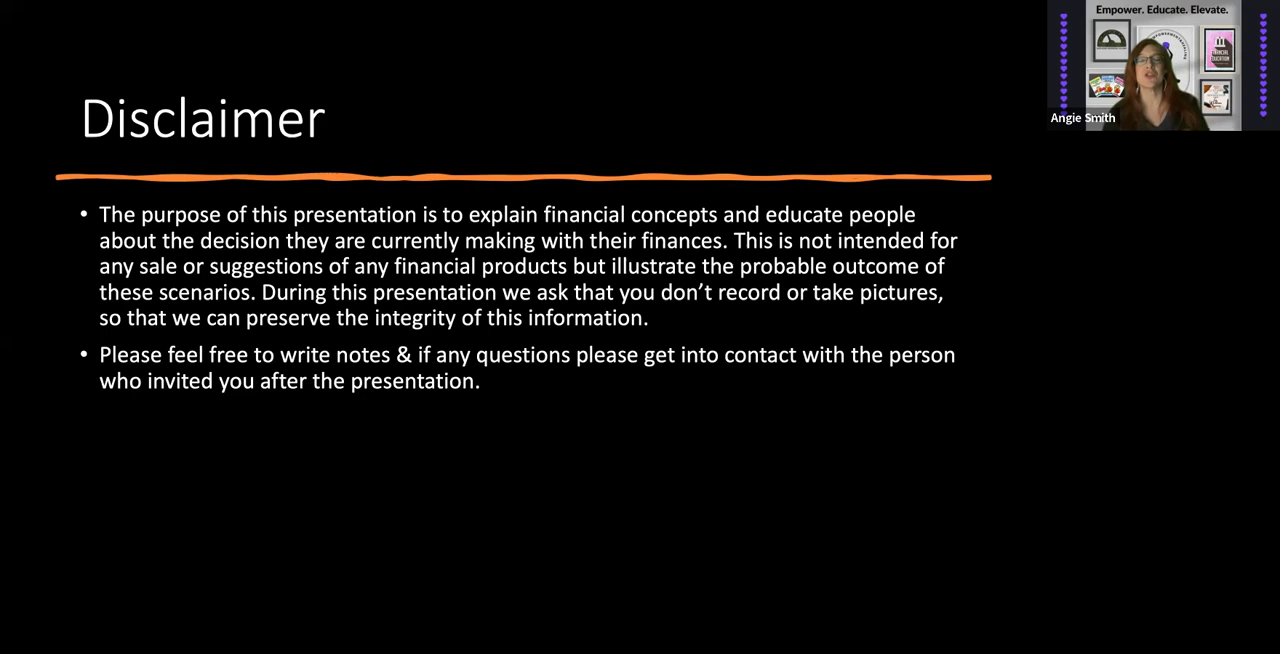 Empower. Educate. Elevate.
FINANCIAL
EDUCATION
Angie Smith
Disclaimer
• The purpose of this presentation is to explain financial concepts and educate people
about the decision they are currently making with their finances. This is not intended for
any sale or suggestions of any financial products but illustrate the probable outcome of
these scenarios. During this presentation we ask that you don’t record or take pictures,
so that we can preserve the integrity of this information.
• Please feel free to write notes & if any questions please get into contact with the person
who invited you after the presentation.